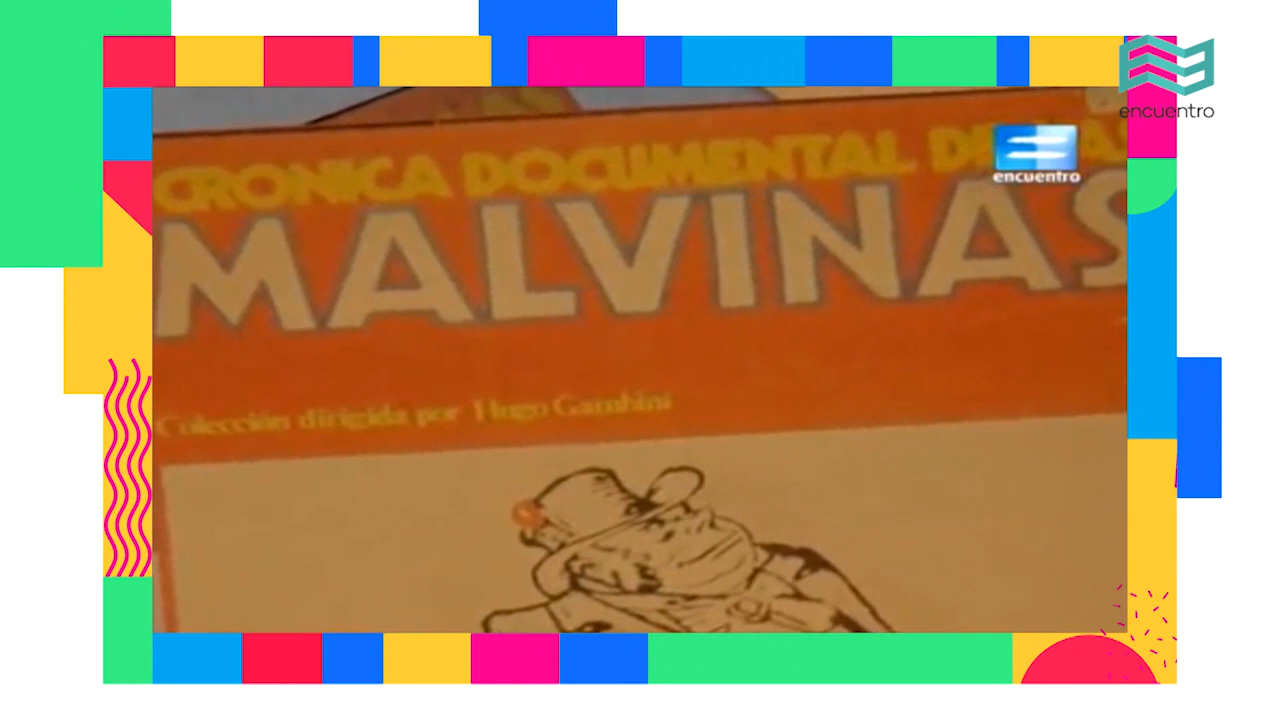 encuentro
CRONICA DOCUMENTAL DE
encuentro
MALVINAS
Colección dirigida por Hugo Gambini